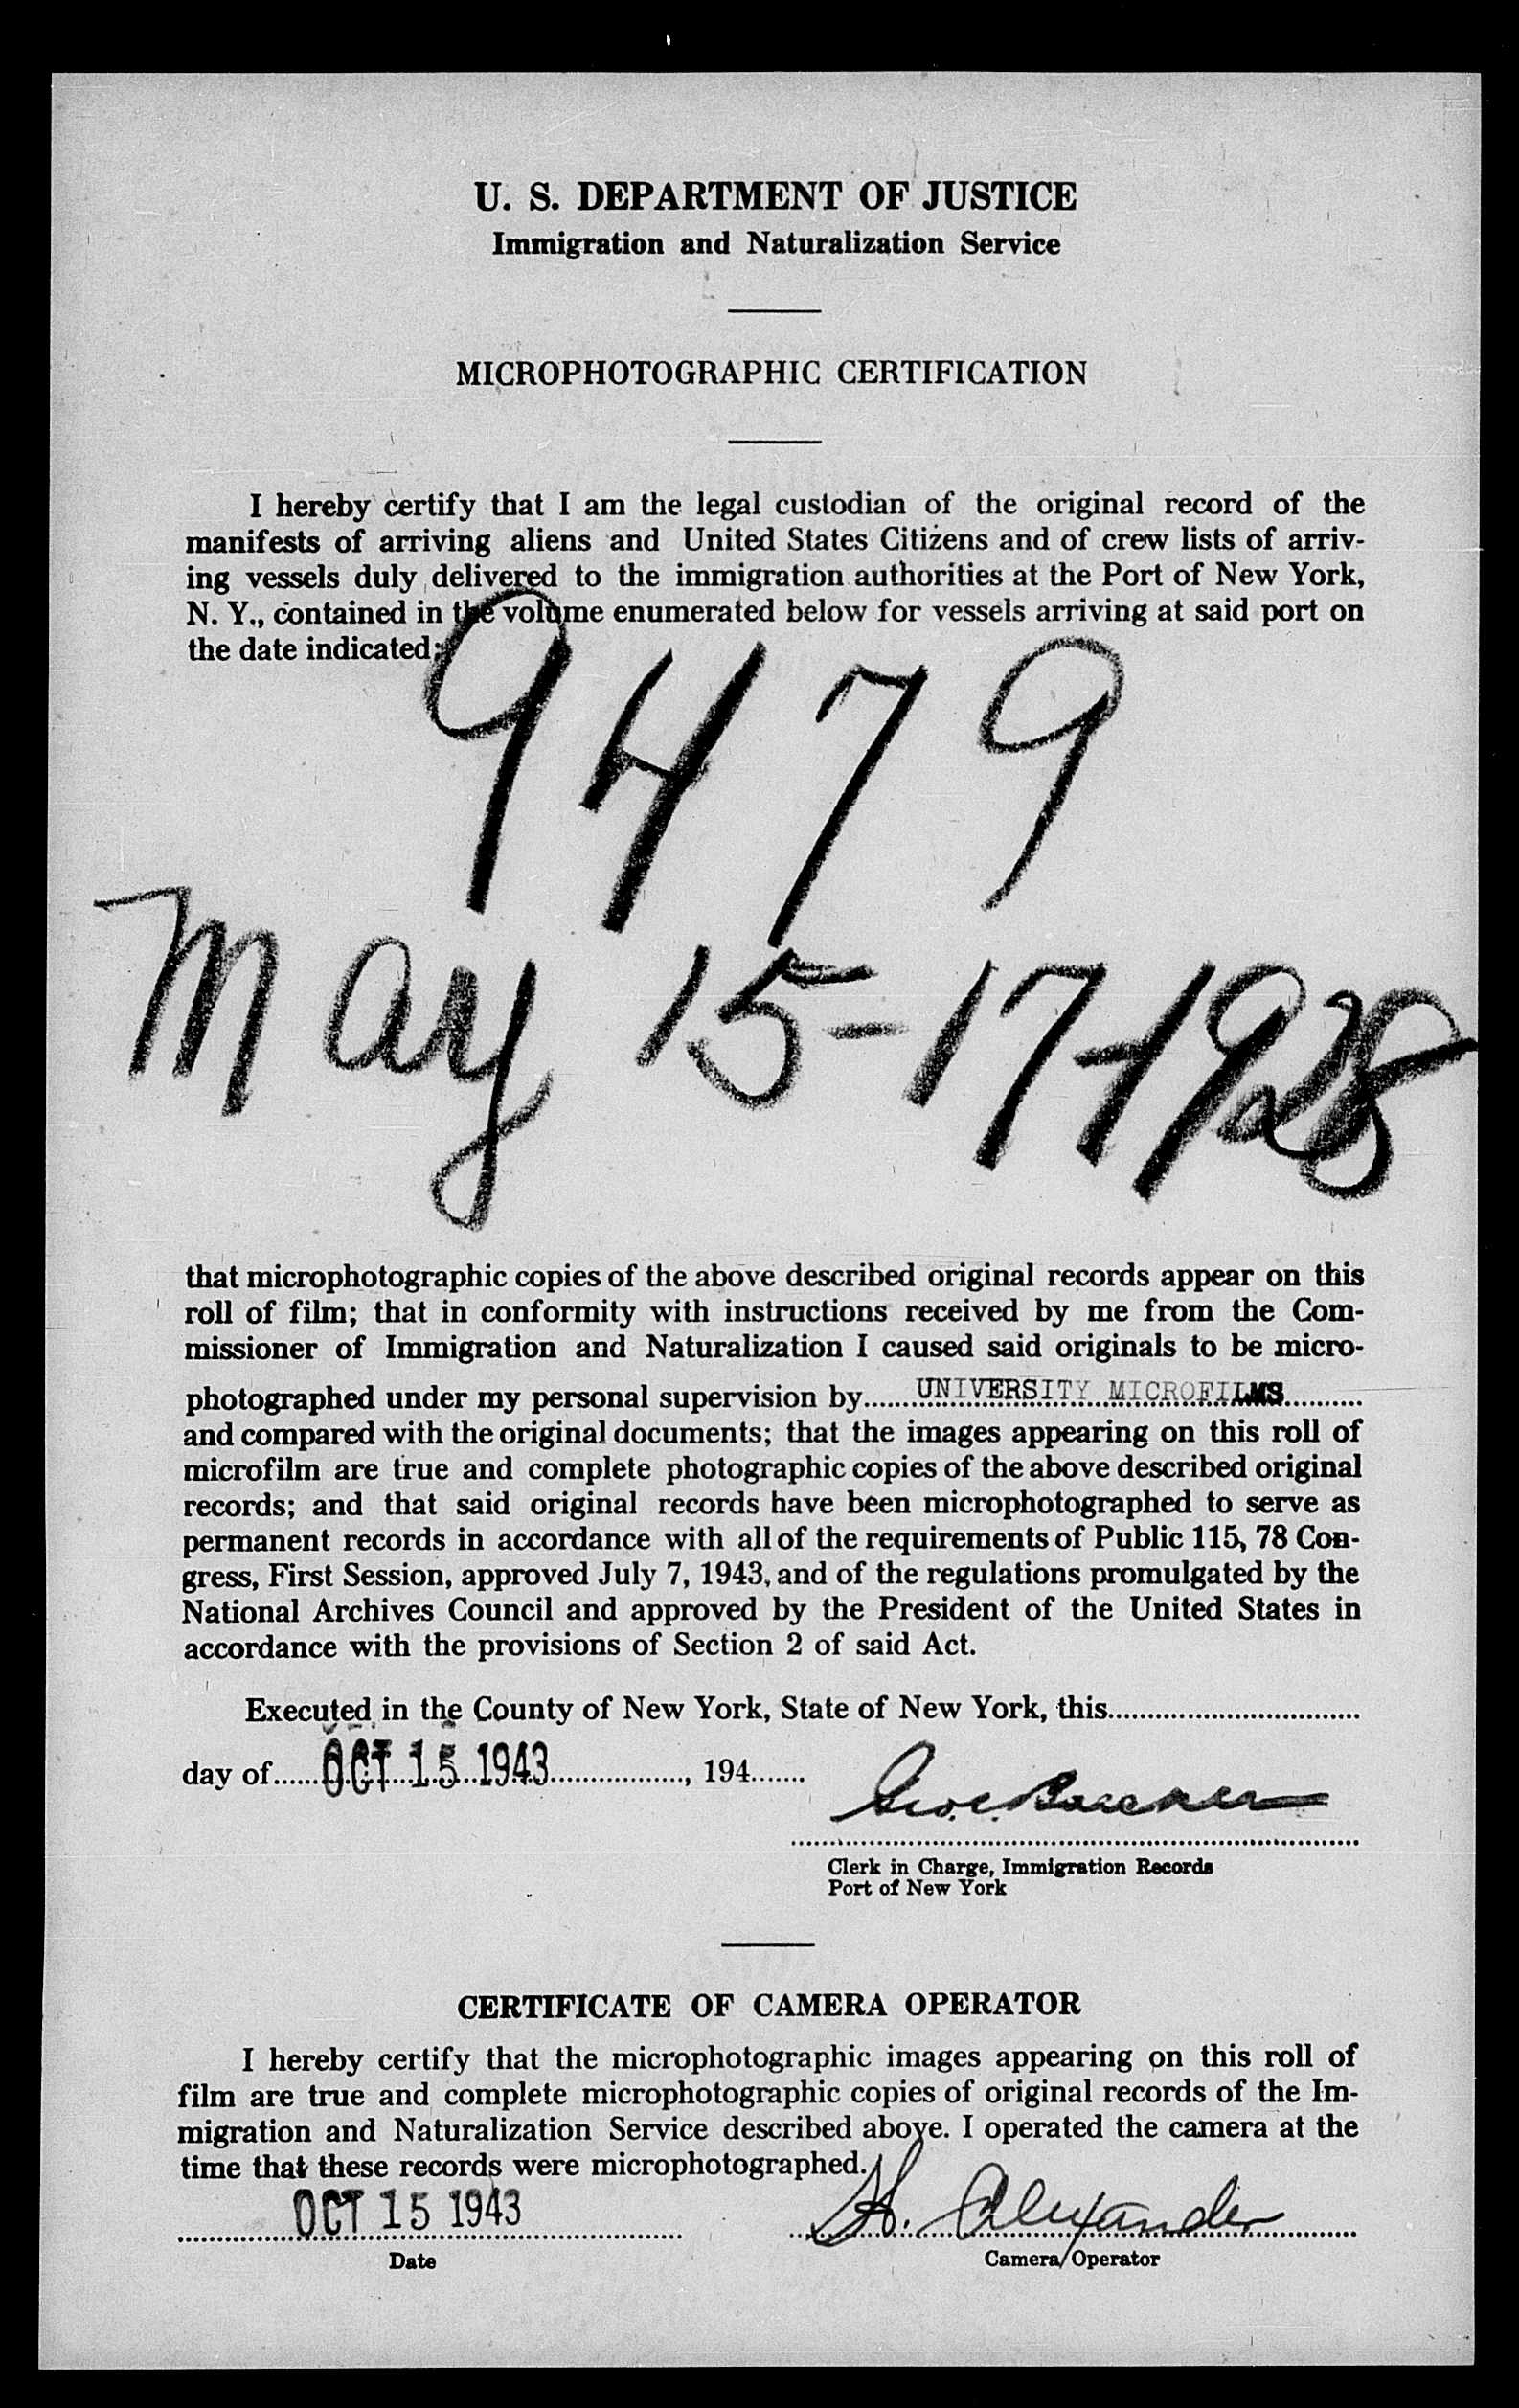 U. S. DEPARTMENT OF JUSTICE
Immigration and Naturalization Service
MICROPHOTOGRAPHIC CERTIFICATION
I hereby certify that I am the legal custodian of the original record of the
manifests of arriving aliens and United States Citizens and of crew lists of arriv-
ing vessels duly delivered to the immigration authorities at the Port of New York,
N. Y., contained in the volume enumerated below for vessels arriving at said port on
the date indicated:
9479
May 15-17-1928
that microphotographic copies of the above described original records appear on this
roll of film; that in conformity with instructions received by me from the Com-
missioner of Immigration and Naturalization I caused said originals to be micro-
photographed under my personal supervision by UNIVERSITY MICROFILMS
and compared with the original documents; that the images appearing on this roll of
microfilm are true and complete photographic copies of the above described original
records; and that said original records have been microphotographed to serve as
permanent records in accordance with all of the requirements of Public 115, 78 Con-
gress, First Session, approved July 7, 1943, and of the regulations promulgated by the
National Archives Council and approved by the President of the United States in
accordance with the provisions of Section 2 of said Act.
Executed in the County of New York, State of New York, this
day of OCT 15 1943, 194
Clerk in Charge, Immigration Records
Port of New York
CERTIFICATE OF CAMERA OPERATOR
I hereby certify that the microphotographic images appearing on this roll of
film are true and complete microphotographic copies of original records of the Im-
migration and Naturalization Service described above. I operated the camera at the
time that these records were microphotographed.
OCT 15 1943 H. Alexander
Date Camera Operator